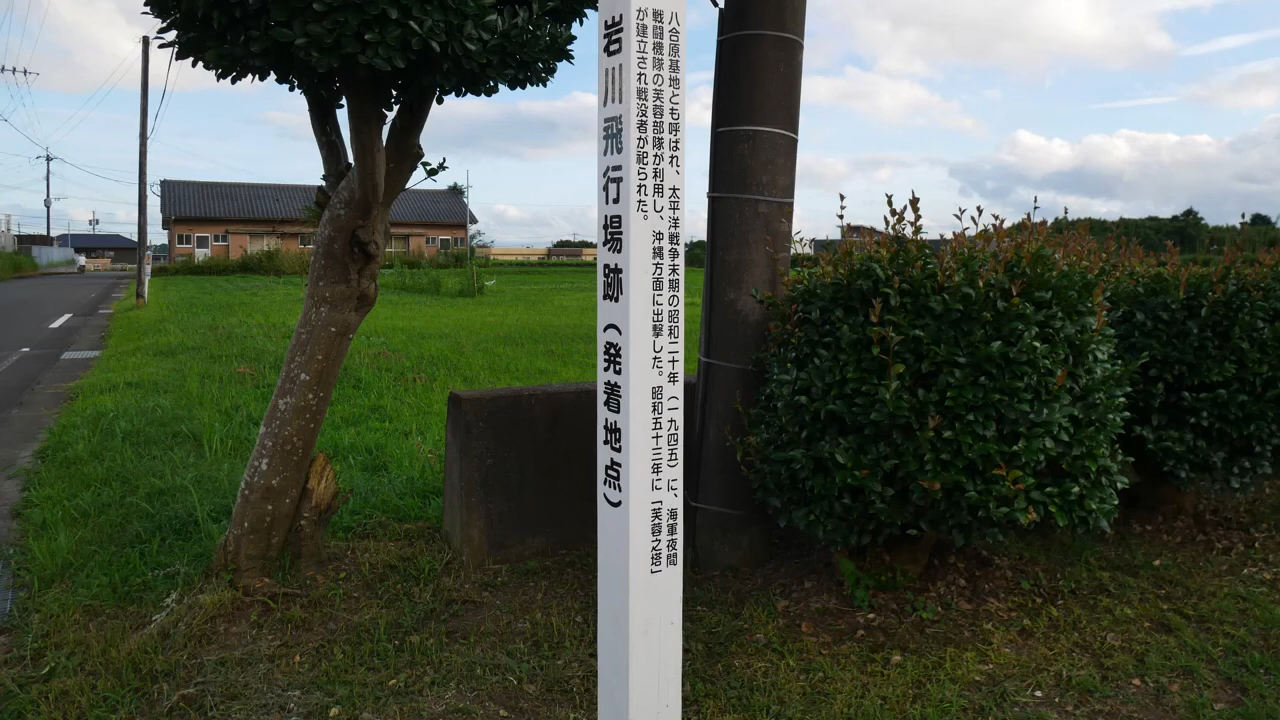 岩川飛行場跡（発着地点）
八合原基地とも呼ばれ、太平洋戦争末期の昭和二十年（一九四五）に、海軍夜間
戦闘機隊の芙蓉部隊が利用し、沖縄方面に出撃した。昭和五十三年に「芙蓉之塔」
が建立され戦没者が祀られた。